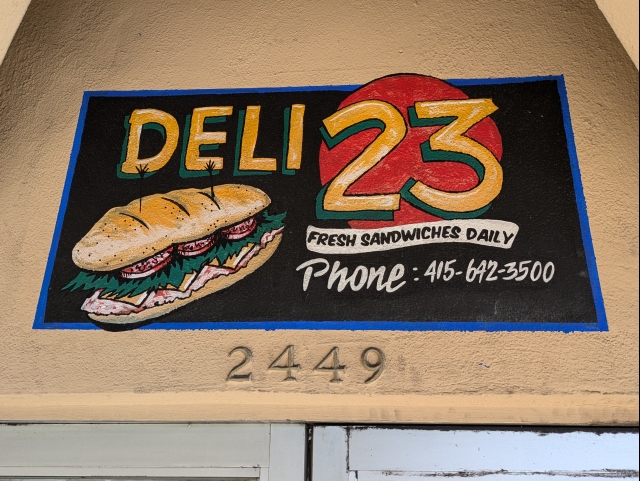 DELI 23
FRESH SANDWICHES DAILY
Phone: 415-642-3500
2449